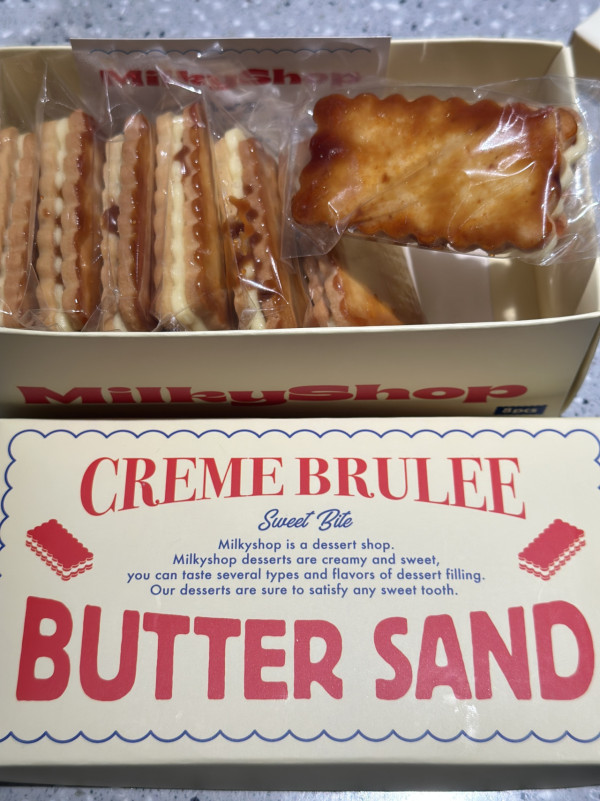 MilkyShop
MilkyShop
8pcs
CREME BRULEE
Sweet Bite
Milkyshop is a dessert shop.
Milkyshop desserts are creamy and sweet,
you can taste several types and flavors of dessert filling.
Our desserts are sure to satisfy any sweet tooth.
BUTTER SAND